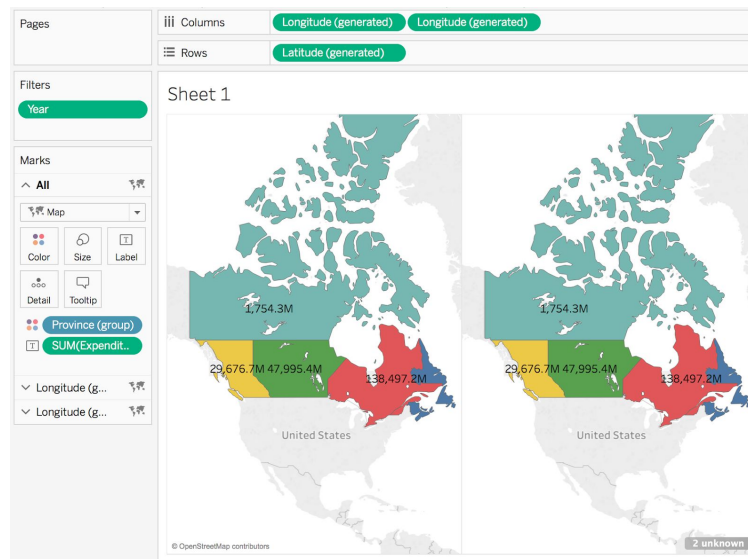 Pages
iii Columns
Longitude (generated)
Longitude (generated)
Rows
Latitude (generated)
Filters
Year
Sheet 1
Marks
All
Map
Color
Size
Label
Detail
Tooltip
Province (group)
SUM(Expendit..
Longitude (g...
Longitude (g...
1,754.3M
29,676.7M 47,995.4M
138,497.2M
United States
© OpenStreetMap contributors
1,754.3M
29,676.7M 47,995.4M
138,497.2M
United States
2 unknown